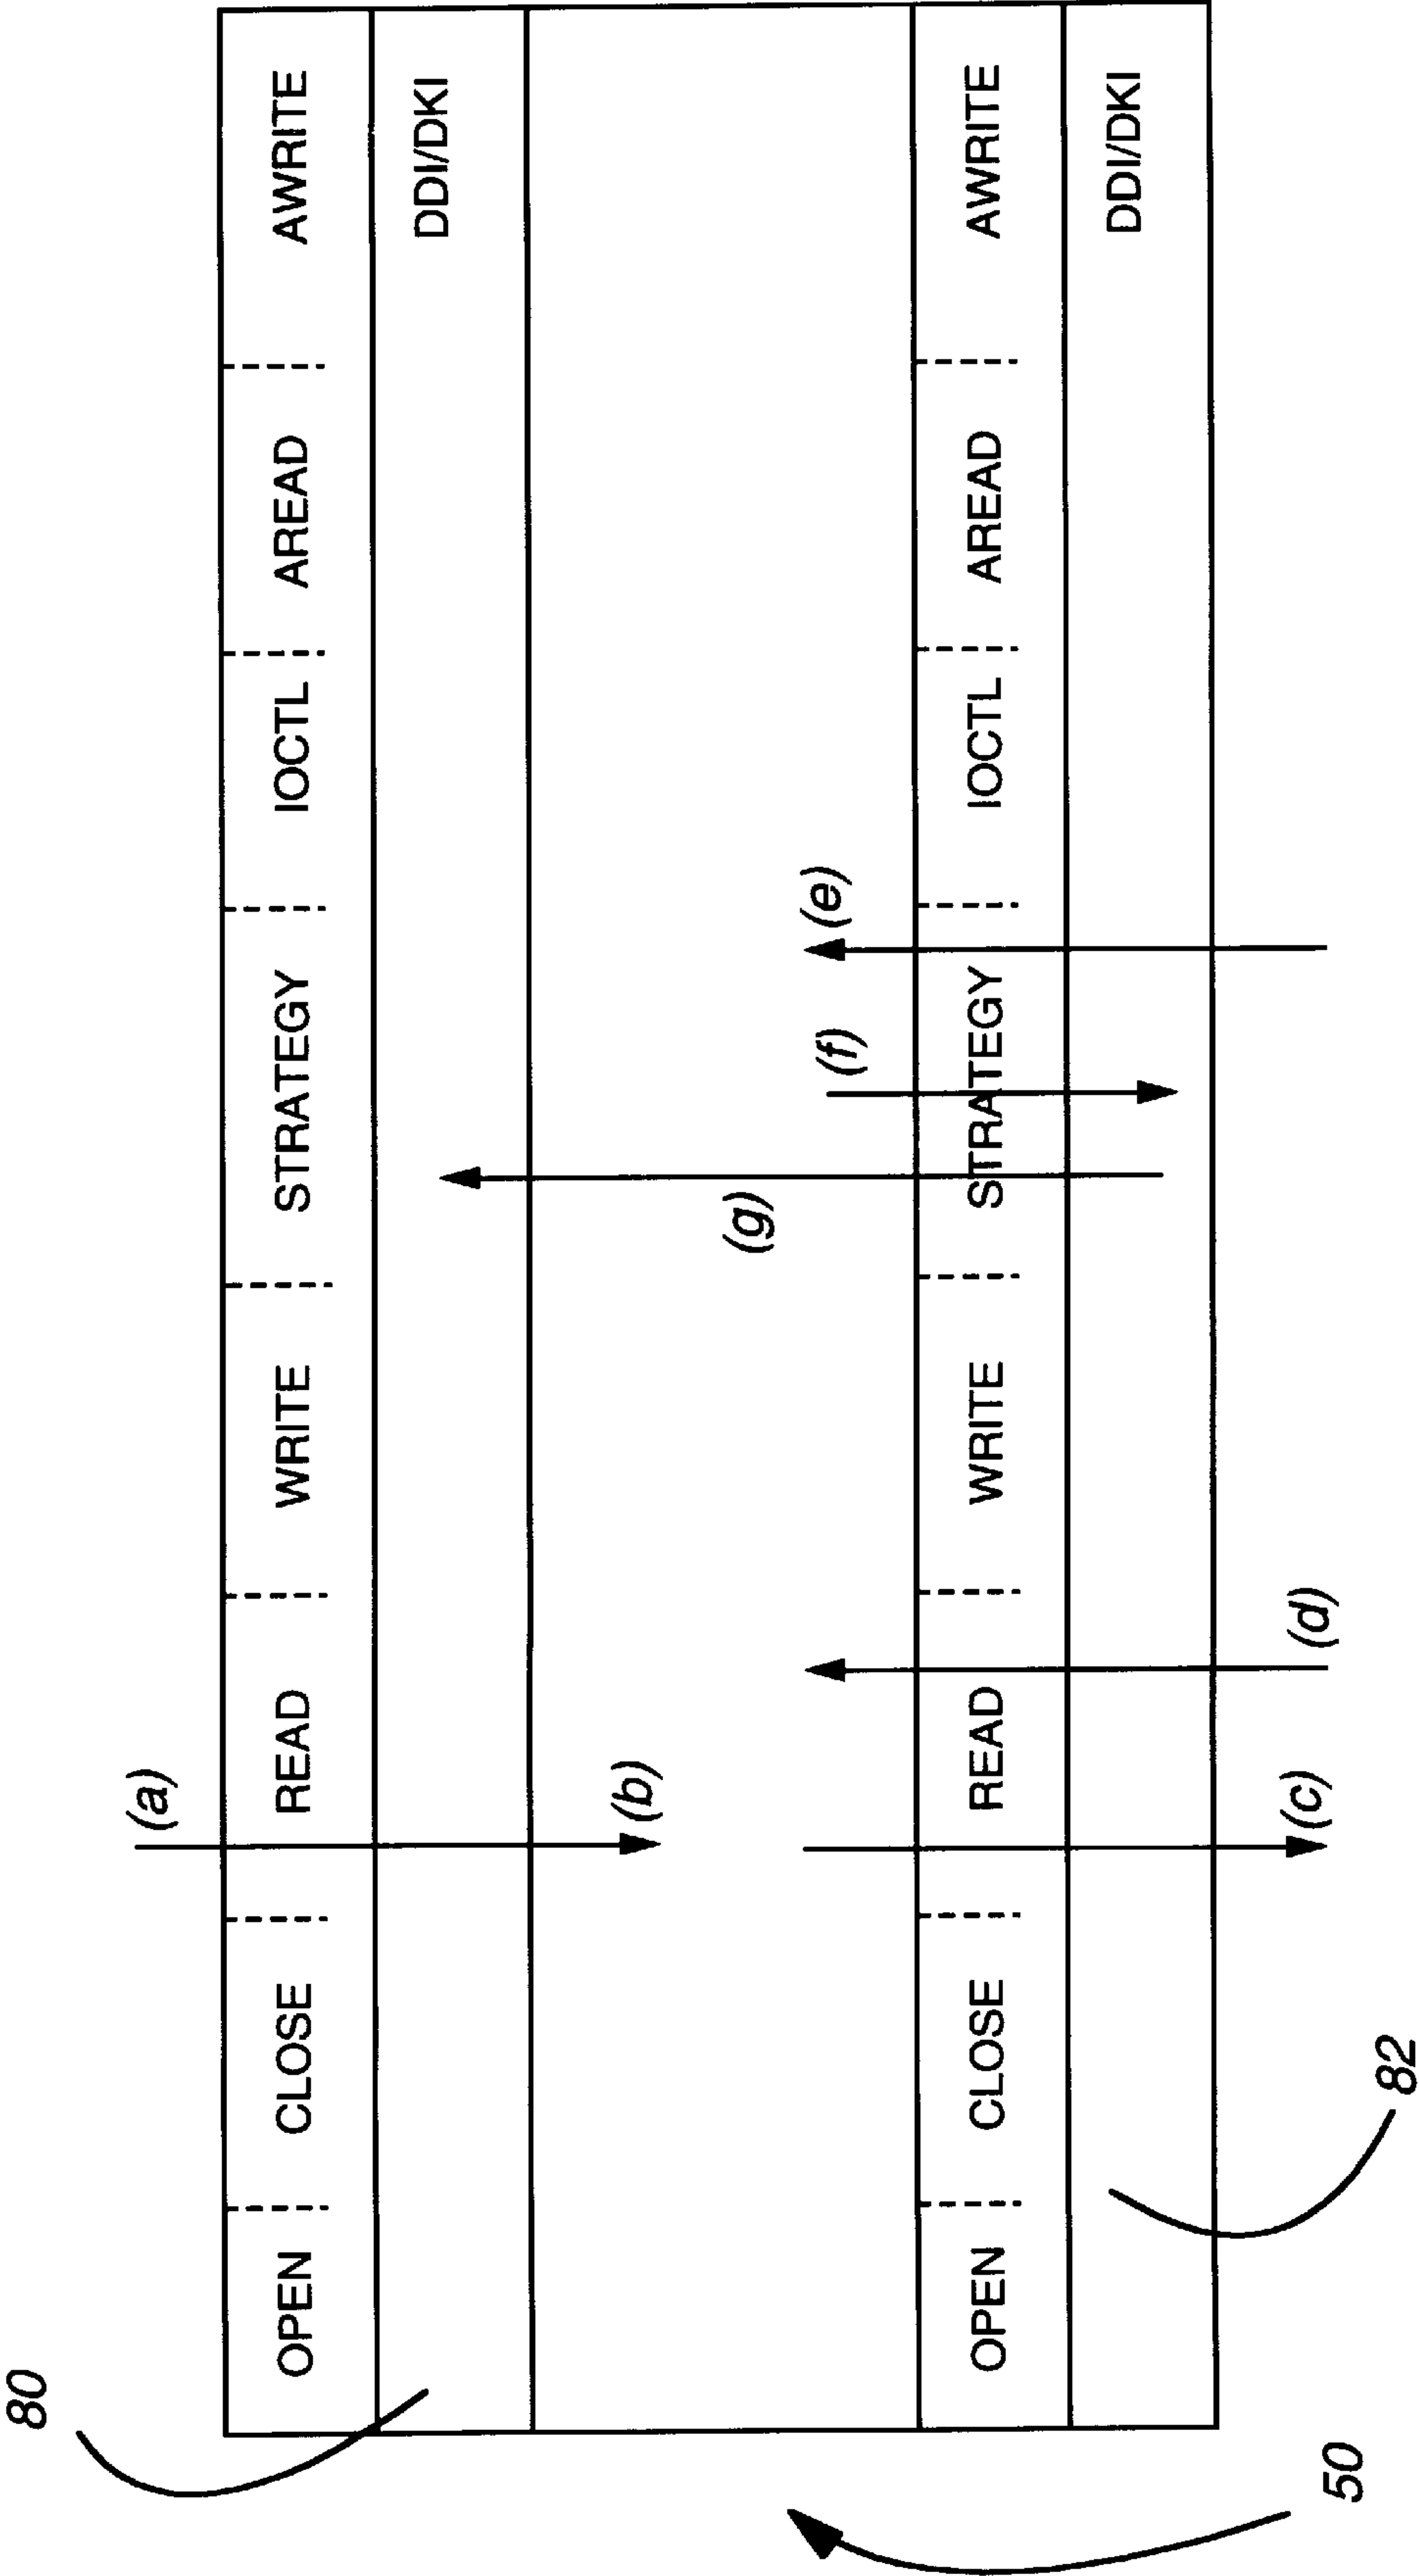 80
(a)
OPEN CLOSE READ WRITE STRATEGY IOCTL AREAD AWRITE
DDI/DKI
(b)
(g)
(f)
(e)
OPEN CLOSE READ WRITE STRATEGY IOCTL AREAD AWRITE
DDI/DKI
(c)
(d)
50
82